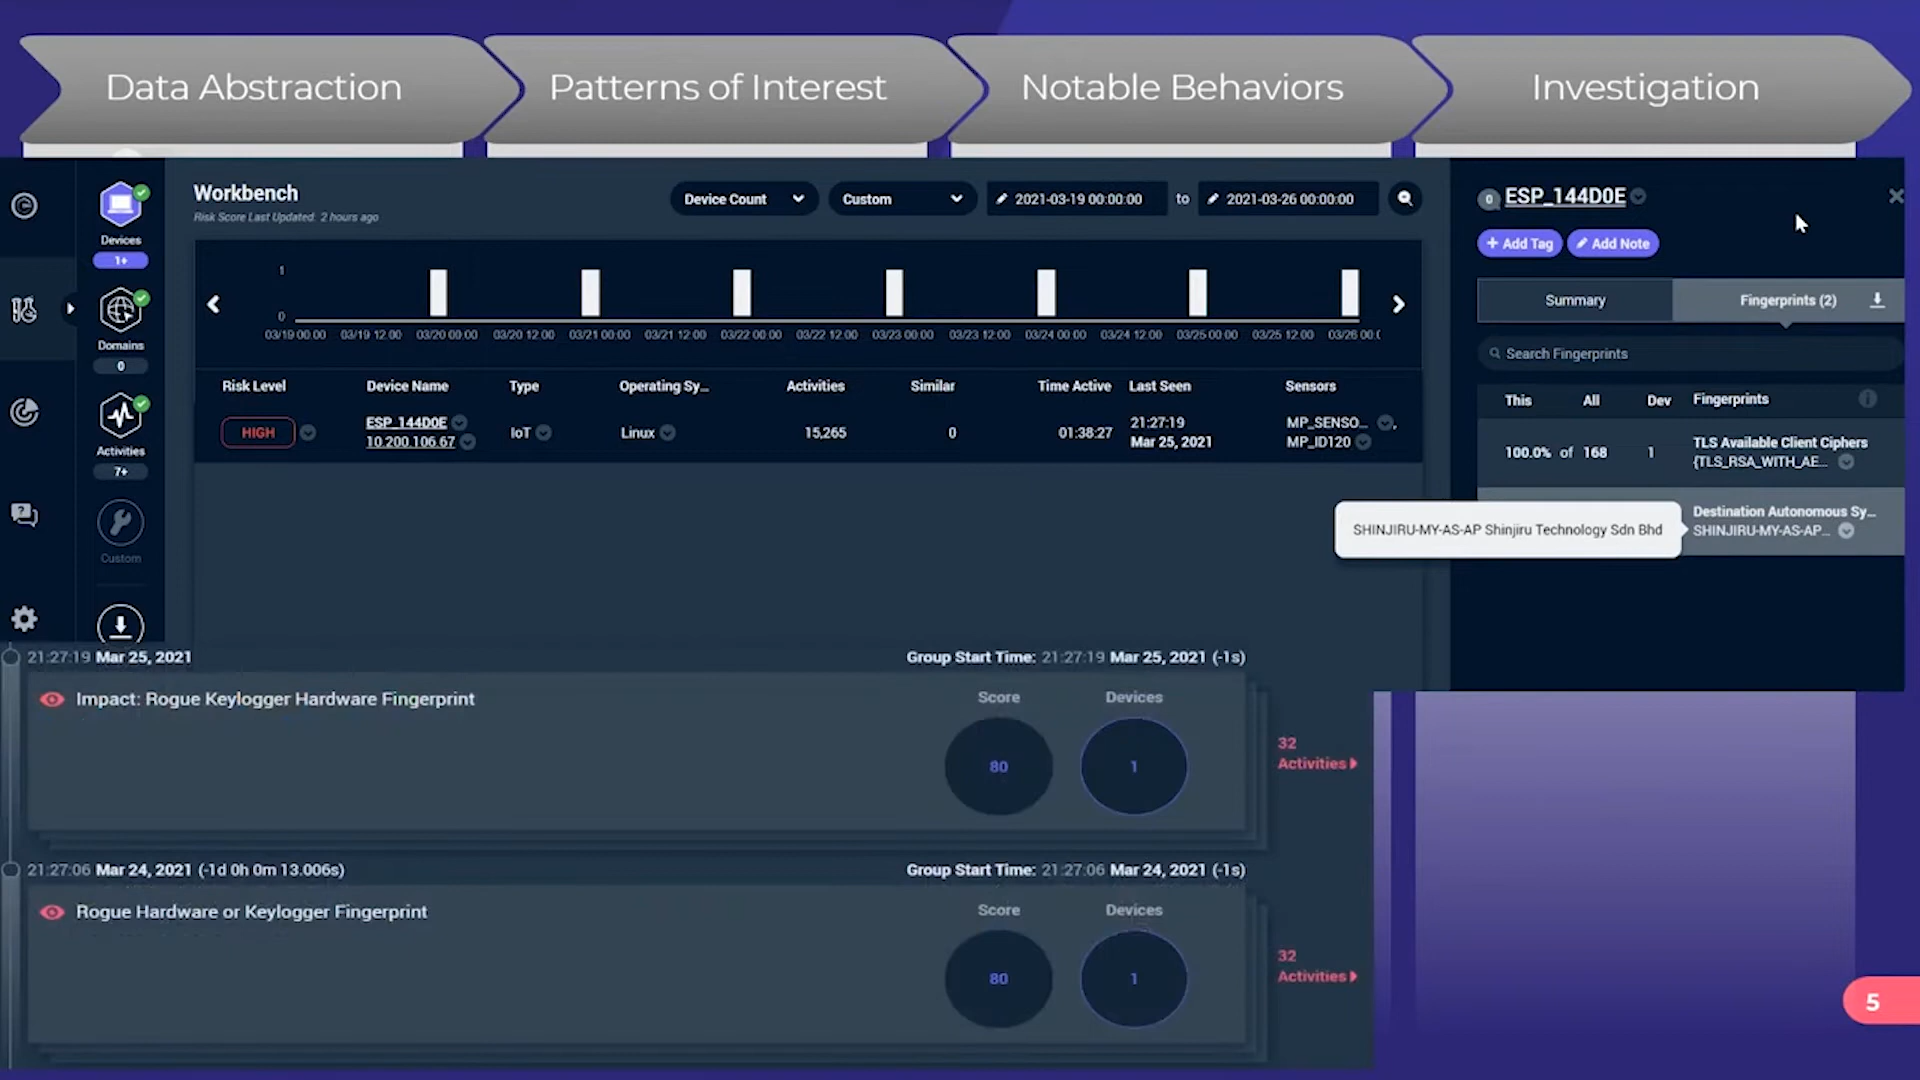 Data Abstraction
Patterns of Interest
Notable Behaviors
Investigation
Workbench
Risk Score Last Updated: 2 hours ago
Device Count
Custom
2021-03-19 00:00:00
to
2021-03-26 00:00:00
Devices
1+
Domains
0
Activities
7+
Custom
1
0
03/19 00:00 03/19 12:00 03/20 00:00 03/20 12:00 03/21 00:00 03/21 12:00 03/22 00:00 03/22 12:00 03/23 00:00 03/23 12:00 03/24 00:00 03/24 12:00 03/25 00:00 03/25 12:00 03/26 00:(
Risk Level Device Name Type Operating Sy... Activities Similar Time Active Last Seen Sensors
HIGH
ESP_144D0E
10.200.106.67
IoT
Linux
15,265
0
01:38:27
21:27:19
Mar 25, 2021
MP_SENSO... ,
MP_ID120
0 ESP_144D0E
+ Add Tag
Add Note
Summary
Fingerprints (2)
Search Fingerprints
This All Dev Fingerprints
100.0% of 168 1
TLS Available Client Ciphers
{TLS_RSA_WITH_AE...
Destination Autonomous Sy...
SHINJIRU-MY-AS-AP...
SHINJIRU-MY-AS-AP Shinjiru Technology Sdn Bhd
21:27:19 Mar 25, 2021
Group Start Time: 21:27:19 Mar 25, 2021 (-1s)
Impact: Rogue Keylogger Hardware Fingerprint
Score
Devices
80
1
32
Activities
21:27:06 Mar 24, 2021 (-1d 0h 0m 13.006s)
Group Start Time: 21:27:06 Mar 24, 2021 (-1s)
Rogue Hardware or Keylogger Fingerprint
Score
Devices
80
1
32
Activities
5